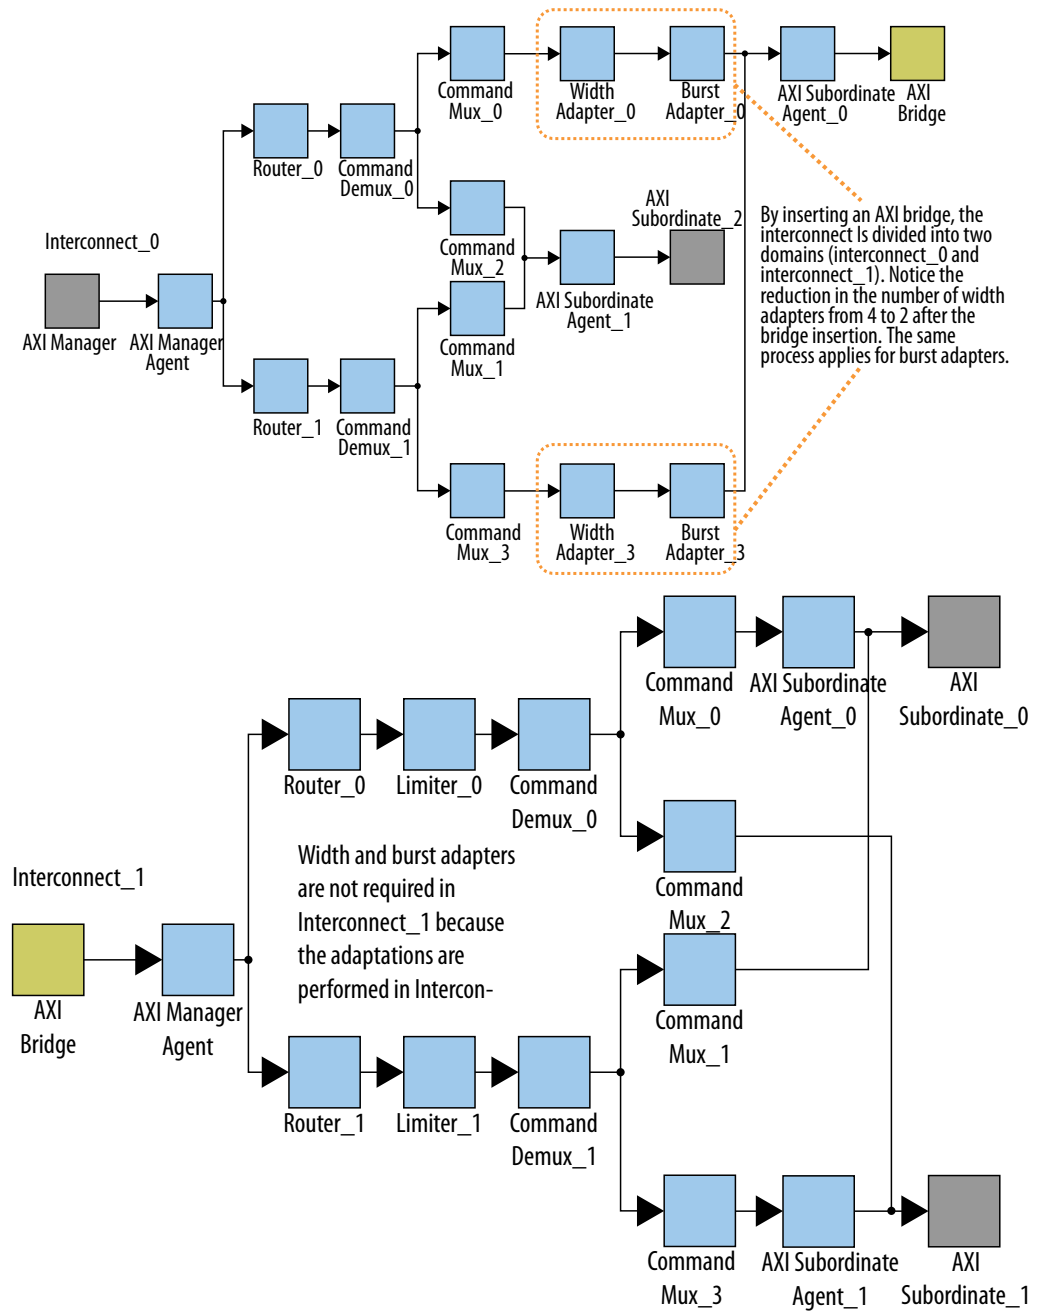 Command
Mux_0
Width
Adapter_0
Burst
Adapter_0
AXI Subordinate
Agent_0
AXI
Bridge
Router_0
Command
Demux_0
AXI
Subordinate_2
By inserting an AXI bridge, the
interconnect Is divided into two
domains (interconnect_0 and
interconnect_1). Notice the
reduction in the number of width
adapters from 4 to 2 after the
bridge insertion. The same
process applies for burst adapters.
Interconnect_0
Command
Mux_2
AXI Manager
AXI Manager
Agent
AXI Subordinate
Agent_1
Command
Mux_1
Router_1
Command
Demux_1
Command
Mux_3
Width
Adapter_3
Burst
Adapter_3
Command
Mux_0
AXI Subordinate
Agent_0
AXI
Subordinate_0
Router_0
Limiter_0
Command
Demux_0
Width and burst adapters
are not required in
Interconnect_1 because
the adaptations are
performed in Intercon-
Interconnect_1
Command
Mux_2
AXI
Bridge
AXI Manager
Agent
Command
Mux_1
Router_1
Limiter_1
Command
Demux_1
Command
Mux_3
AXI Subordinate
Agent_1
AXI
Subordinate_1